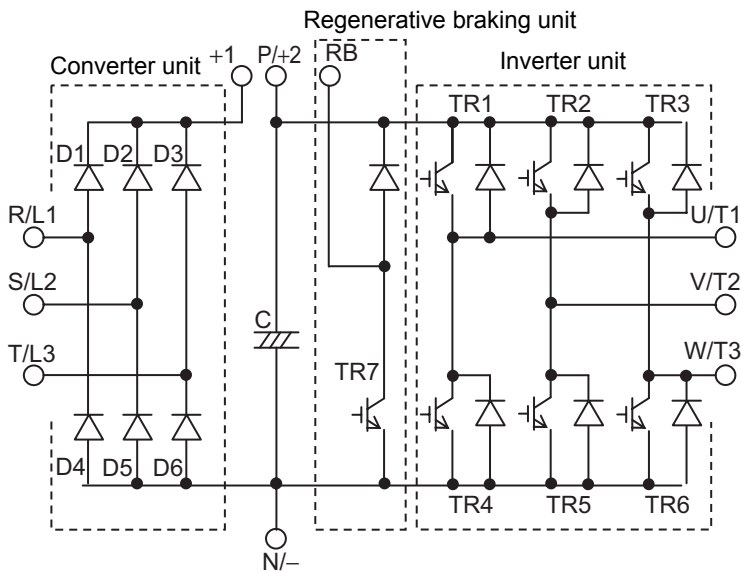 Regenerative braking unit
Converter unit
+1
P/+2
RB
Inverter unit
TR1
TR2
TR3
D1
D2
D3
R/L1
U/T1
S/L2
V/T2
C
T/L3
TR7
W/T3
D4
D5
D6
TR4
TR5
TR6
N/−